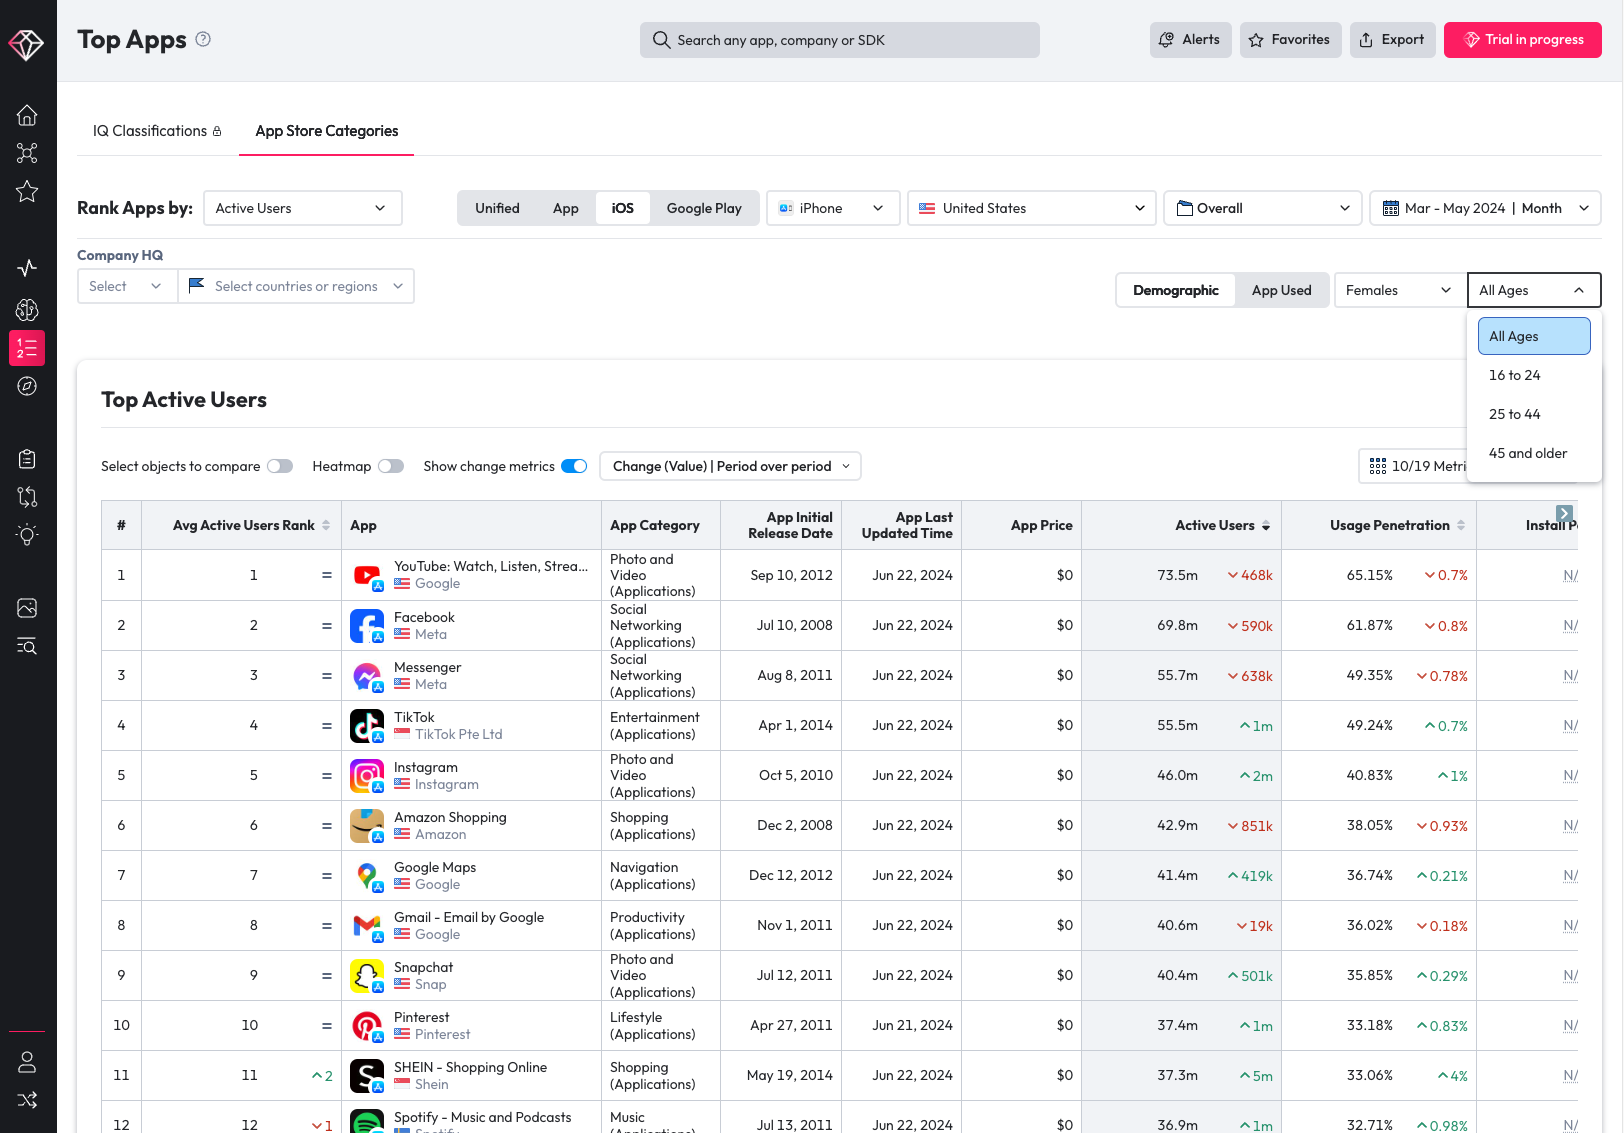 Top Apps
Search any app, company or SDK
Alerts
Favorites
Export
Trial in progress
IQ Classifications
App Store Categories
Rank Apps by:
Active Users
Unified
App
iOS
Google Play
iPhone
United States
Overall
Mar - May 2024 | Month
Company HQ
Select
Select countries or regions
Demographic
App Used
Females
All Ages
All Ages
16 to 24
25 to 44
45 and older
Top Active Users
Select objects to compare
Heatmap
Show change metrics
Change (Value) | Period over period
10/19 Metri
# Avg Active Users Rank App App Category App Initial Release Date App Last Updated Time App Price Active Users Usage Penetration Install P
1 1 = YouTube: Watch, Listen, Strea... Google Photo and Video (Applications) Sep 10, 2012 Jun 22, 2024 $0 73.5m 468k 65.15% 0.7% N/
2 2 = Facebook Meta Social Networking (Applications) Jul 10, 2008 Jun 22, 2024 $0 69.8m 590k 61.87% 0.8% N/
3 3 = Messenger Meta Social Networking (Applications) Aug 8, 2011 Jun 22, 2024 $0 55.7m 638k 49.35% 0.78% N/
4 4 = TikTok TikTok Pte Ltd Entertainment (Applications) Apr 1, 2014 Jun 22, 2024 $0 55.5m 1m 49.24% 0.7% N/
5 5 = Instagram Instagram Photo and Video (Applications) Oct 5, 2010 Jun 22, 2024 $0 46.0m 2m 40.83% 1% N/
6 6 = Amazon Shopping Amazon Shopping (Applications) Dec 2, 2008 Jun 22, 2024 $0 42.9m 851k 38.05% 0.93% N/
7 7 = Google Maps Google Navigation (Applications) Dec 12, 2012 Jun 22, 2024 $0 41.4m 419k 36.74% 0.21% N/
8 8 = Gmail - Email by Google Google Productivity (Applications) Nov 1, 2011 Jun 22, 2024 $0 40.6m 19k 36.02% 0.18% N/
9 9 = Snapchat Snap Photo and Video (Applications) Jul 12, 2011 Jun 22, 2024 $0 40.4m 501k 35.85% 0.29% N/
10 10 = Pinterest Pinterest Lifestyle (Applications) Apr 27, 2011 Jun 21, 2024 $0 37.4m 1m 33.18% 0.83% N/
11 11 2 SHEIN - Shopping Online Shein Shopping (Applications) May 19, 2014 Jun 22, 2024 $0 37.3m 5m 33.06% 4% N/
12 12 1 Spotify - Music and Podcasts Music Jul 13, 2011 Jun 22, 2024 $0 36.9m 1m 32.71% 0.98% N/